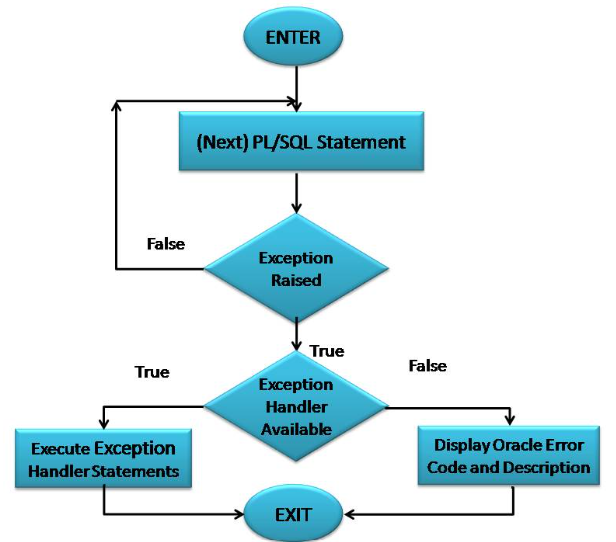 ENTER
(Next) PL/SQL Statement
False
Exception
Raised
True
True
False
Exception
Handler
Available
Execute Exception
Handler Statements
Display Oracle Error
Code and Description
EXIT